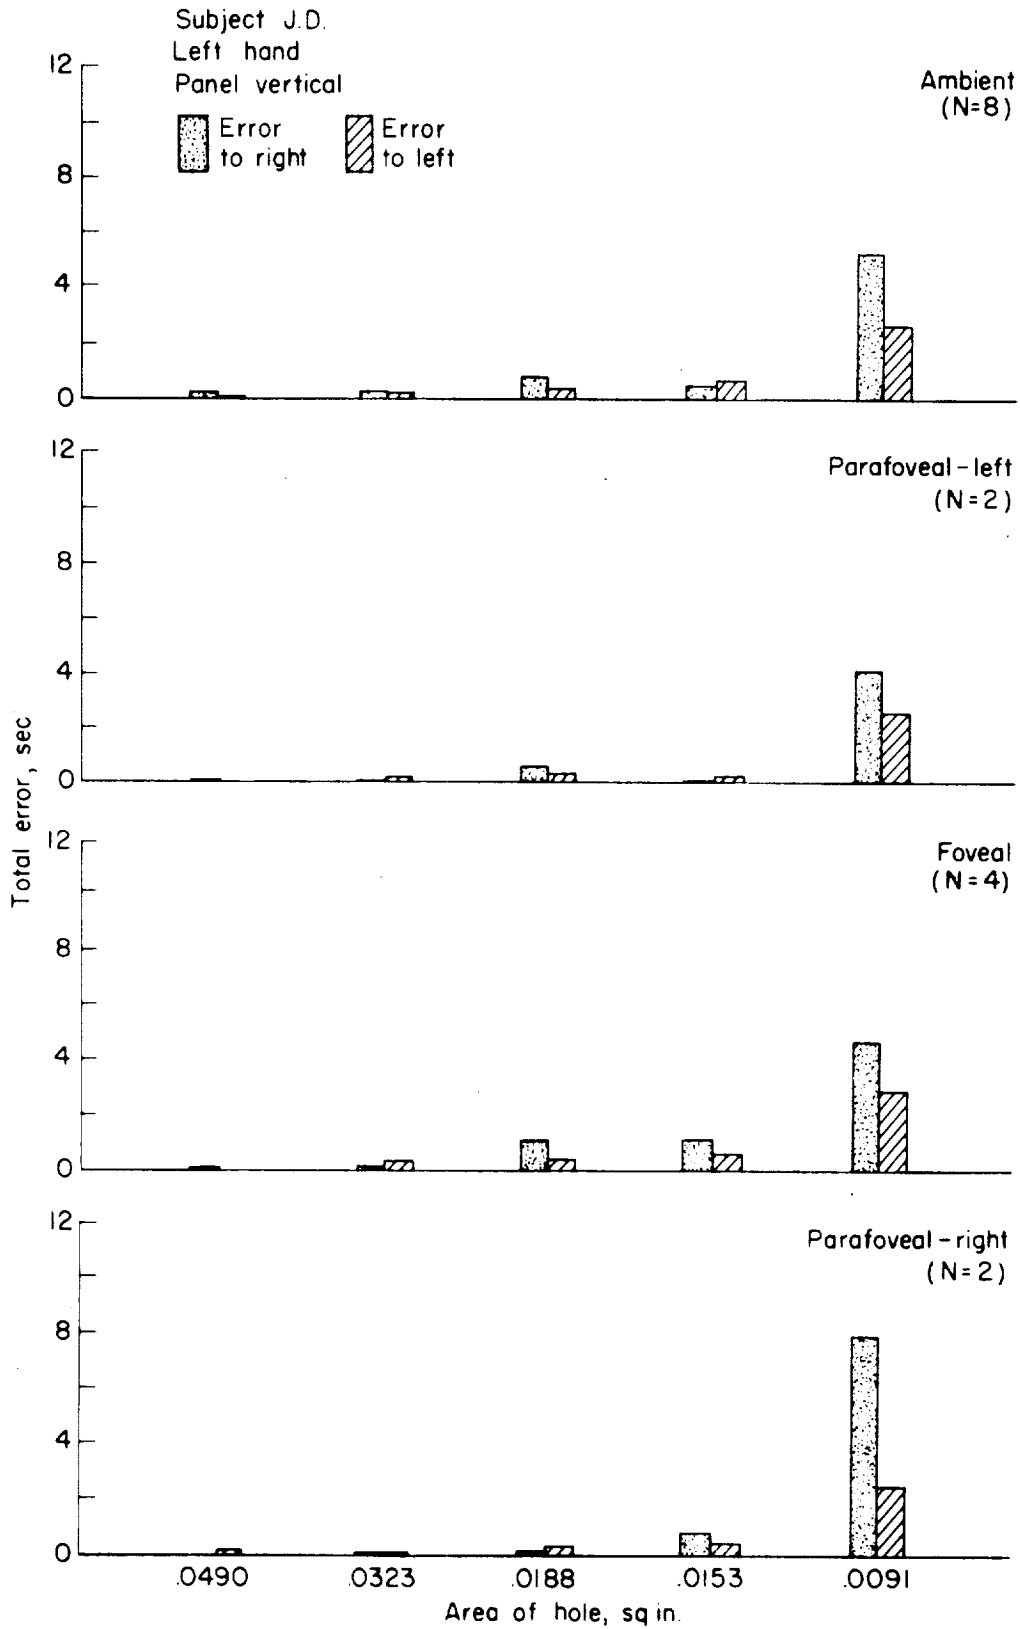 Subject J.D.
Left hand
Panel vertical
Error to right
Error to left
Ambient
(N=8)
12
8
4
0
Parafoveal-left
(N=2)
12
8
4
0
Total error, sec
Foveal
(N=4)
12
8
4
0
Parafoveal-right
(N=2)
12
8
4
0
.0490 .0323 .0188 .0153 .0091
Area of hole, sq in.